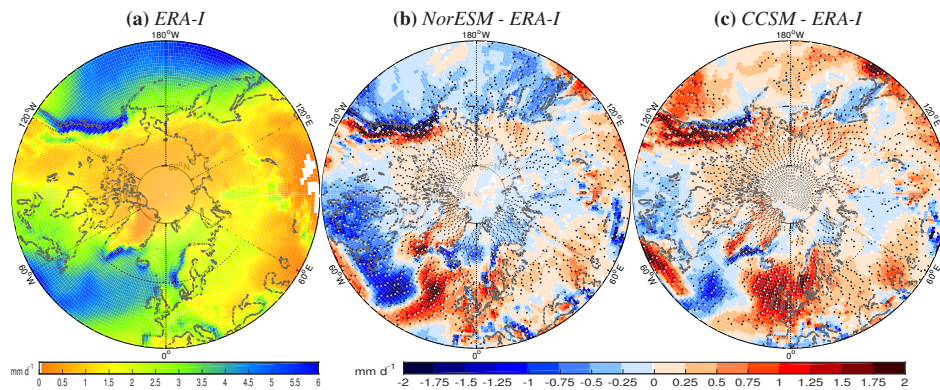 (a) ERA-I
(b) NorESM - ERA-I
(c) CCSM - ERA-I
180°W
180°W
180°W
120°W
120°E
120°W
120°E
120°W
120°E
80°N
60°W
60°E
60°W
60°E
60°W
60°E
0°
0°
0°
mm d⁻¹ 0.5 1 1.5 2 2.5 3 3.5 4 4.5 5 5.5 6
mm d⁻¹ -2 -1.75 -1.5 -1.25 -1 -0.75 -0.5 -0.25 0 0.25 0.5 0.75 1 1.25 1.5 1.75 2